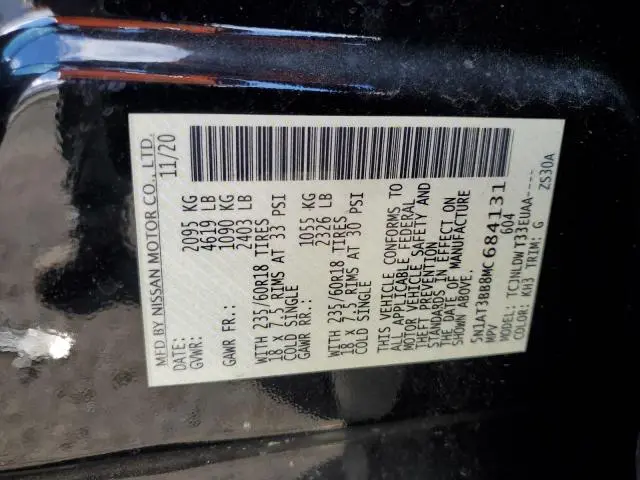 MFD BY NISSAN MOTOR CO., LTD.
DATE: 11/20
GVWR: 2095 KG
4619 LB
GAWR FR.: 1090 KG
2403 LB
WITH 235/60R18 TIRES
18 X 7.5 RIMS AT 33 PSI
COLD SINGLE
GAWR RR.: 1055 KG
2326 LB
WITH 235/60R18 TIRES
18 X 7.5 RIMS AT 30 PSI
COLD SINGLE
THIS VEHICLE CONFORMS TO
ALL APPLICABLE FEDERAL
MOTOR VEHICLE SAFETY AND
THEFT PREVENTION
STANDARDS IN EFFECT ON
THE DATE OF MANUFACTURE
SHOWN ABOVE.
5N1AT3BB8MC684131
MPV 604
MODEL: TCJNLDW T33EUAA----
COLOR: KH3 TRIM: G ZS30A